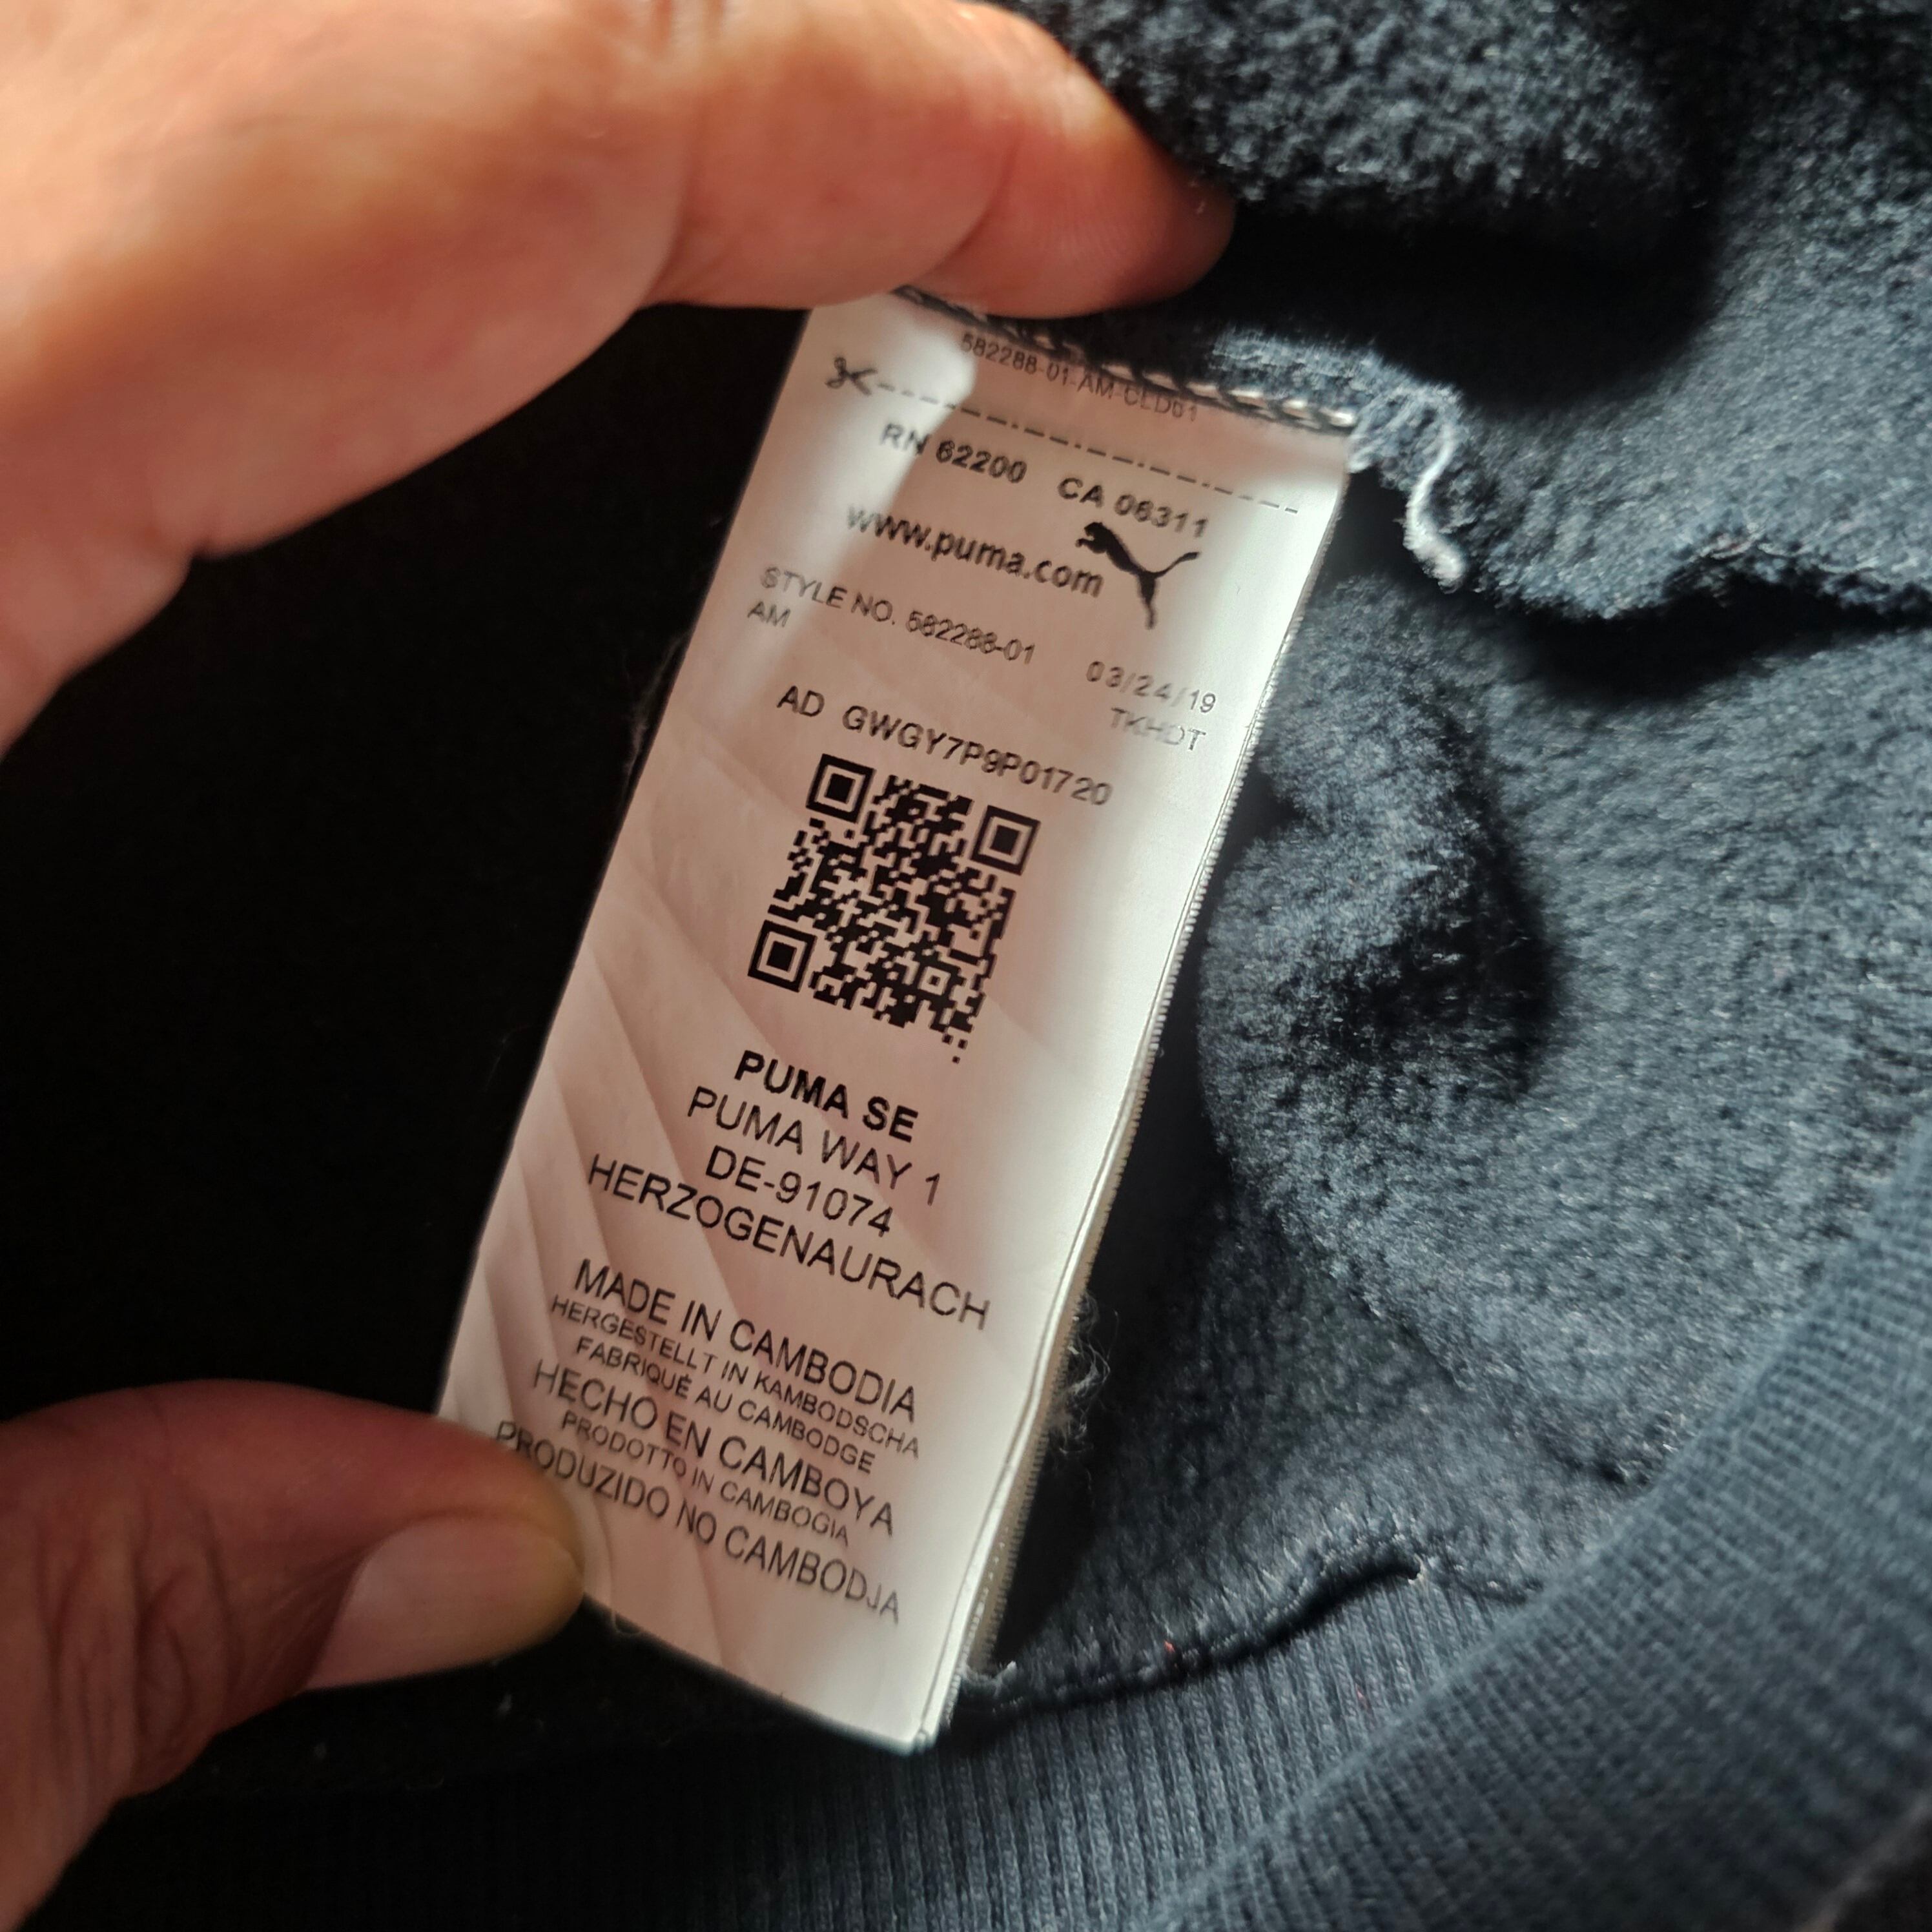 582288-01-AM-CLD01
RN 62200 CA 06311
www.puma.com
STYLE NO. 582288-01 03/24/19
AM TKHDT
AD GWGY7P9P01720
PUMA SE
PUMA WAY 1
DE-91074
HERZOGENAURACH
MADE IN CAMBODIA
HERGESTELLT IN KAMBODSCHA
FABRIQUÉ AU CAMBODGE
HECHO EN CAMBOYA
PRODOTTO IN CAMBOGIA
PRODUZIDO NO CAMBODJA